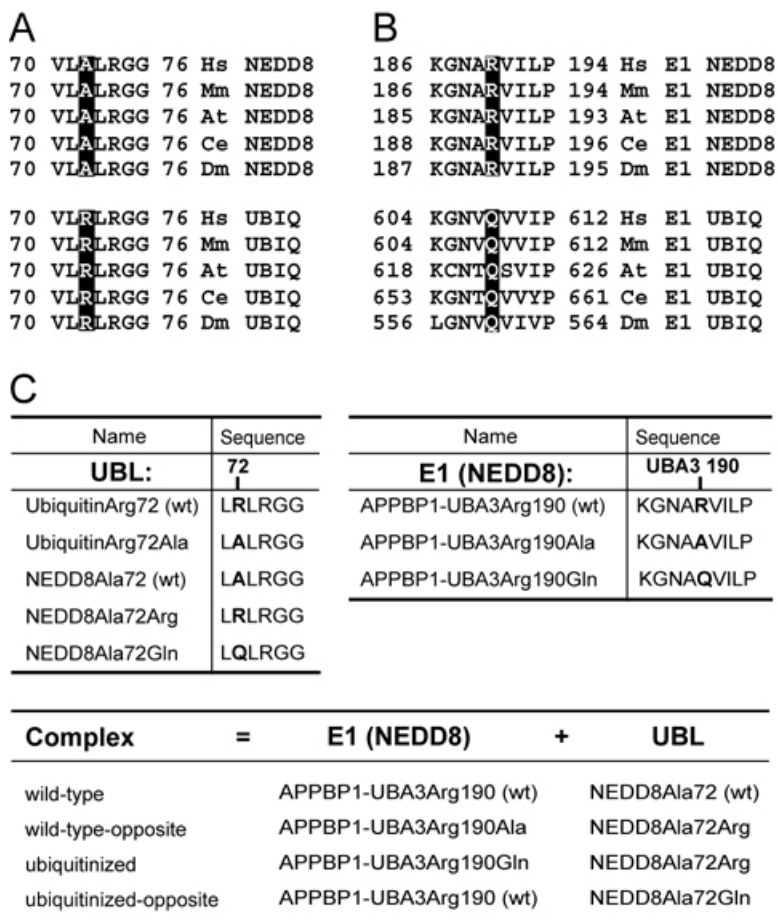 A
70 VLALRGG 76 Hs NEDD8
70 VLALRGG 76 Mm NEDD8
70 VLALRGG 76 At NEDD8
70 VLALRGG 76 Ce NEDD8
70 VLALRGG 76 Dm NEDD8
70 VLRLRGG 76 Hs UBIQ
70 VLRLRGG 76 Mm UBIQ
70 VLRLRGG 76 At UBIQ
70 VLRLRGG 76 Ce UBIQ
70 VLRLRGG 76 Dm UBIQ
B
186 KGNARVILP 194 Hs E1 NEDD8
186 KGNARVILP 194 Mm E1 NEDD8
185 KGNARVILP 193 At E1 NEDD8
188 KGNARVILP 196 Ce E1 NEDD8
187 KGNARVILP 195 Dm E1 NEDD8
604 KGNVQVVIP 612 Hs E1 UBIQ
604 KGNVQVVIP 612 Mm E1 UBIQ
618 KCNTQSVIP 626 At E1 UBIQ
653 KGNTQVVYP 661 Ce E1 UBIQ
556 LGNVQVIVP 564 Dm E1 UBIQ
C
Name Sequence
UBL: 72
UbiquitinArg72 (wt) LRLRGG
UbiquitinArg72Ala LALRGG
NEDD8Ala72 (wt) LALRGG
NEDD8Ala72Arg LRLRGG
NEDD8Ala72Gln LQLRGG
Name Sequence
E1 (NEDD8): UBA3 190
APPBP1-UBA3Arg190 (wt) KGNARVILP
APPBP1-UBA3Arg190Ala KGNAAVILP
APPBP1-UBA3Arg190Gln KGNAQVILP
Complex = E1 (NEDD8) + UBL
wild-type APPBP1-UBA3Arg190 (wt) NEDD8Ala72 (wt)
wild-type-opposite APPBP1-UBA3Arg190Ala NEDD8Ala72Arg
ubiquitinized APPBP1-UBA3Arg190Gln NEDD8Ala72Arg
ubiquitinized-opposite APPBP1-UBA3Arg190 (wt) NEDD8Ala72Gln